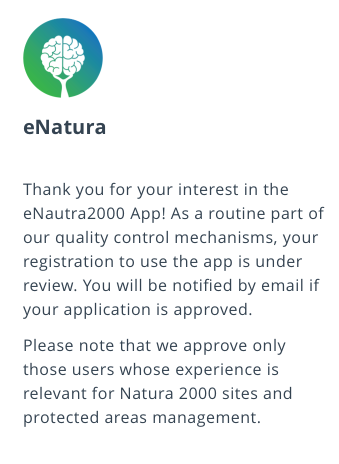 eNatura
Thank you for your interest in the
eNautra2000 App! As a routine part of
our quality control mechanisms, your
registration to use the app is under
review. You will be notified by email if
your application is approved.
Please note that we approve only
those users whose experience is
relevant for Natura 2000 sites and
protected areas management.